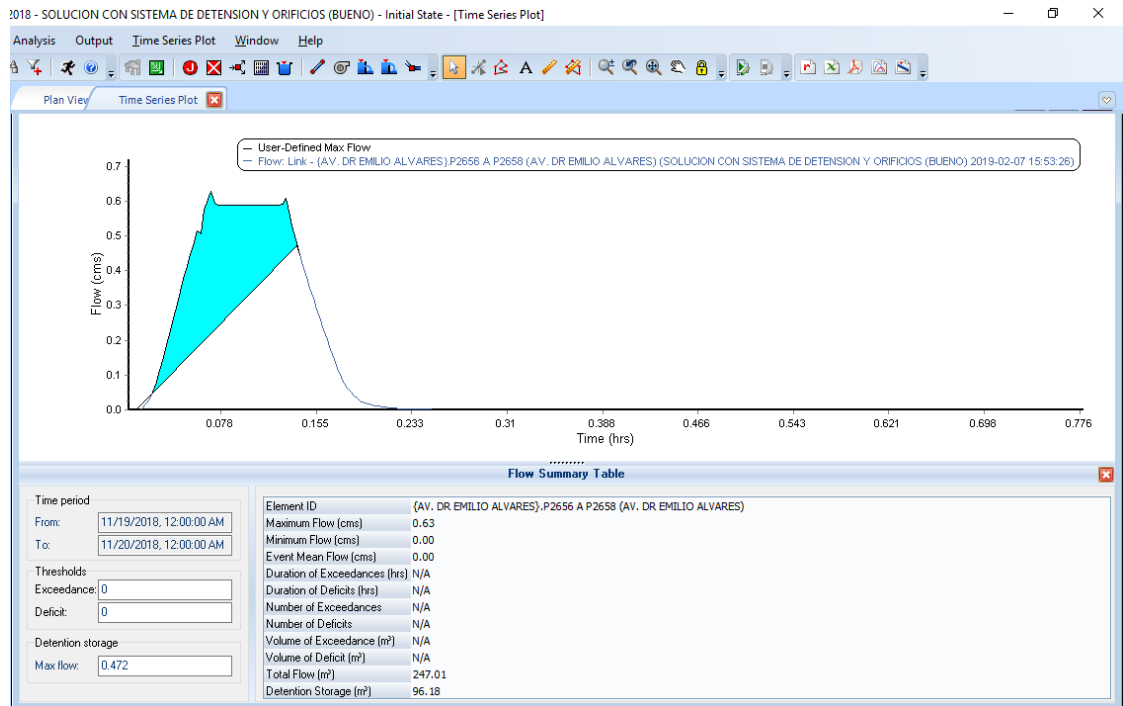 2018 - SOLUCION CON SISTEMA DE DETENSION Y ORIFICIOS (BUENO) - Initial State - [Time Series Plot]
Analysis Output Time Series Plot Window Help
Plan View Time Series Plot
User-Defined Max Flow
Flow: Link - {AV. DR EMILIO ALVARES}.P2656 A P2658 (AV. DR EMILIO ALVARES) (SOLUCION CON SISTEMA DE DETENSION Y ORIFICIOS (BUENO) 2019-02-07 15:53:26)
0.7
0.6
0.5
0.4
0.3
0.2
0.1
0.0
Flow (cms)
0.078 0.155 0.233 0.31 0.388 0.466 0.543 0.621 0.698 0.776
Time (hrs)
Flow Summary Table
Time period
From: 11/19/2018, 12:00:00 AM
To: 11/20/2018, 12:00:00 AM
Thresholds
Exceedance: 0
Deficit: 0
Detention storage
Max flow: 0.472
Element ID {AV. DR EMILIO ALVARES}.P2656 A P2658 (AV. DR EMILIO ALVARES)
Maximum Flow (cms) 0.63
Minimum Flow (cms) 0.00
Event Mean Flow (cms) 0.00
Duration of Exceedances (hrs) N/A
Duration of Deficits (hrs) N/A
Number of Exceedances N/A
Number of Deficits N/A
Volume of Exceedance (m³) N/A
Volume of Deficit (m³) N/A
Total Flow (m³) 247.01
Detention Storage (m³) 96.18